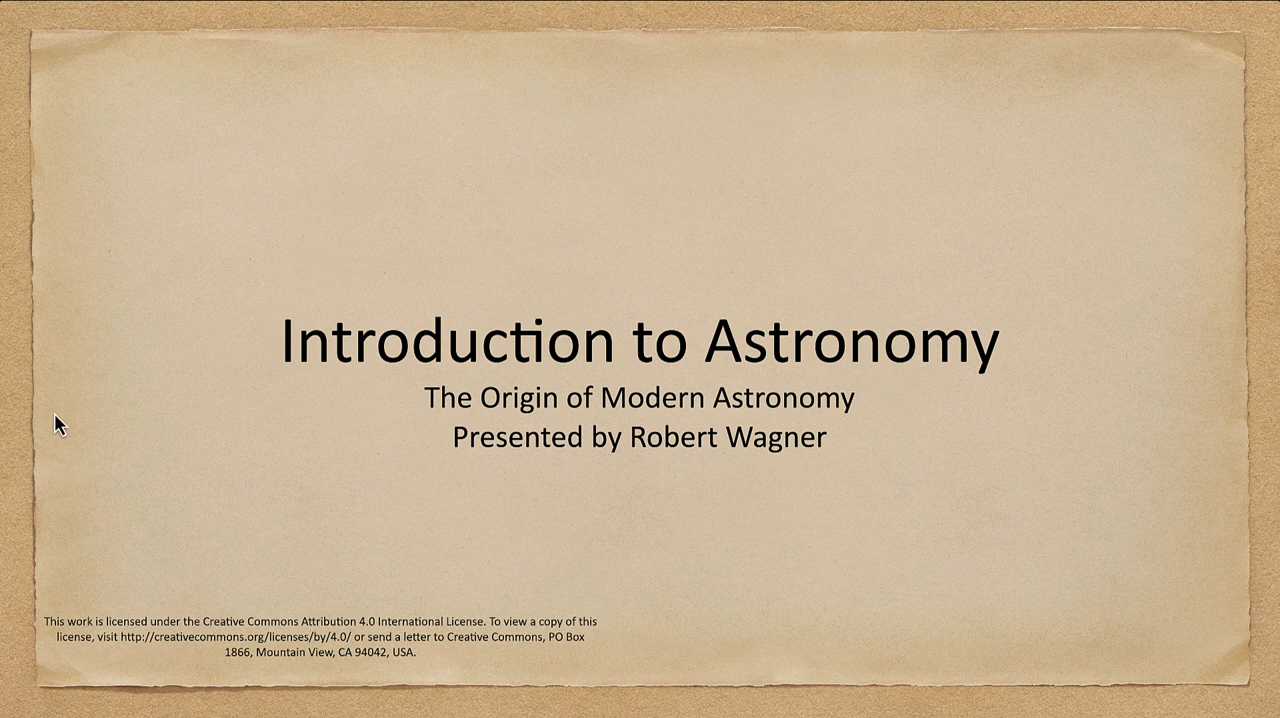 Introduction to Astronomy
The Origin of Modern Astronomy
Presented by Robert Wagner
This work is licensed under the Creative Commons Attribution 4.0 International License. To view a copy of this
license, visit http://creativecommons.org/licenses/by/4.0/ or send a letter to Creative Commons, PO Box
1866, Mountain View, CA 94042, USA.